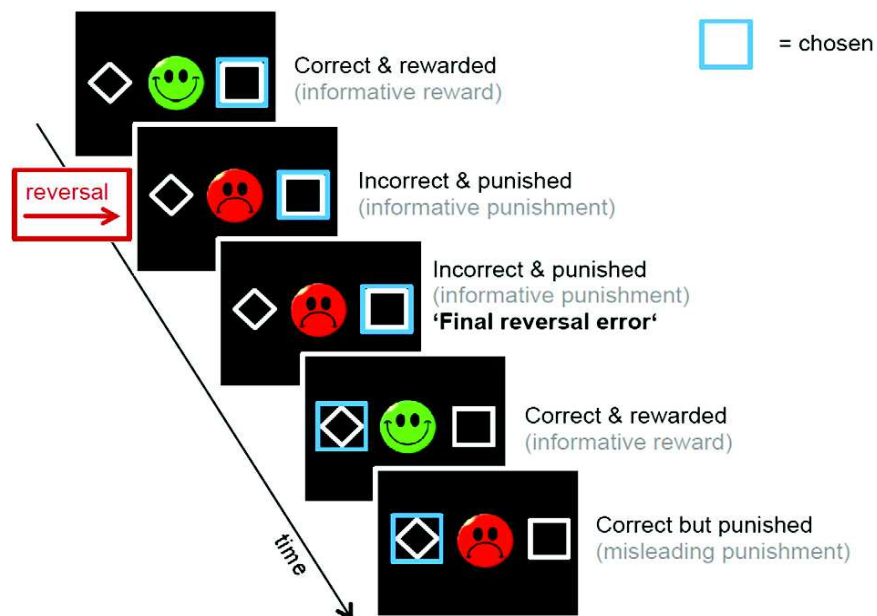 = chosen
Correct & rewarded
(informative reward)
reversal
Incorrect & punished
(informative punishment)
Incorrect & punished
(informative punishment)
‘Final reversal error‘
Correct & rewarded
(informative reward)
Correct but punished
(misleading punishment)
time